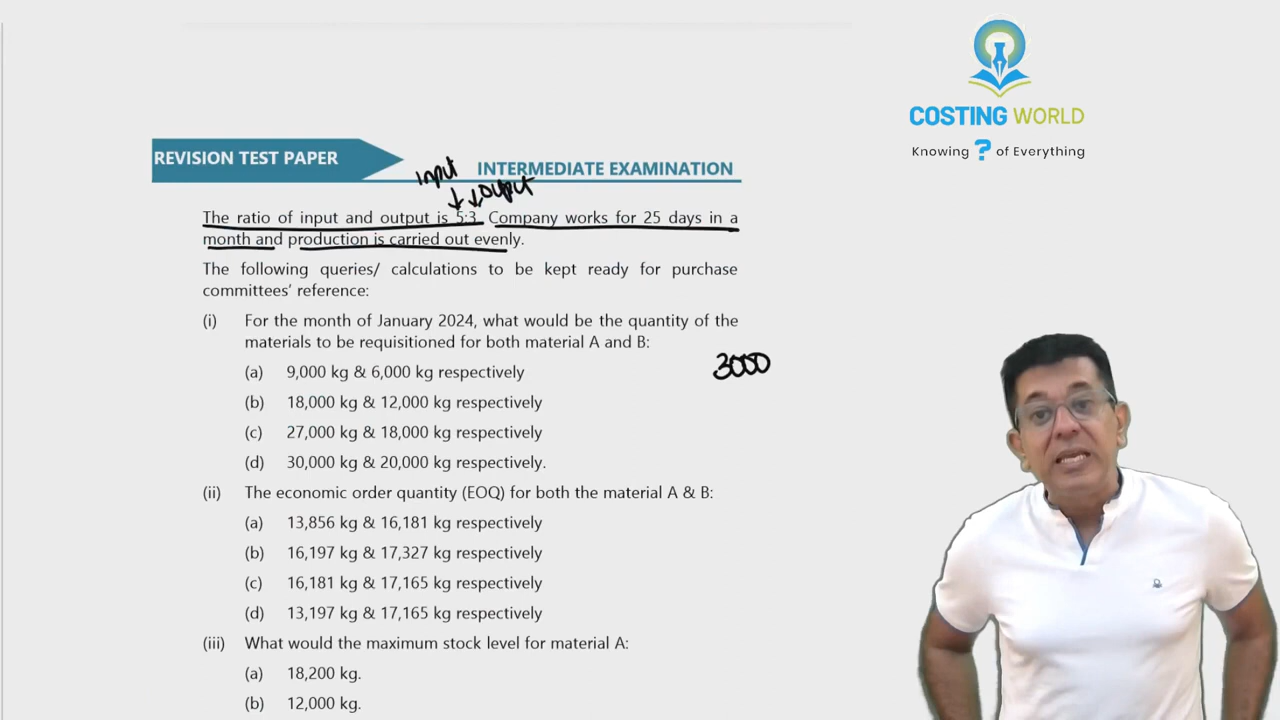 COSTING WORLD
Knowing ? of Everything
REVISION TEST PAPER
INTERMEDIATE EXAMINATION
input
output
The ratio of input and output is 5:3. Company works for 25 days in a
month and production is carried out evenly.
The following queries/ calculations to be kept ready for purchase
committees' reference:
(i) For the month of January 2024, what would be the quantity of the
materials to be requisitioned for both material A and B:
3000
(a) 9,000 kg & 6,000 kg respectively
(b) 18,000 kg & 12,000 kg respectively
(c) 27,000 kg & 18,000 kg respectively
(d) 30,000 kg & 20,000 kg respectively.
(ii) The economic order quantity (EOQ) for both the material A & B:
(a) 13,856 kg & 16,181 kg respectively
(b) 16,197 kg & 17,327 kg respectively
(c) 16,181 kg & 17,165 kg respectively
(d) 13,197 kg & 17,165 kg respectively
(iii) What would the maximum stock level for material A:
(a) 18,200 kg.
(b) 12,000 kg.